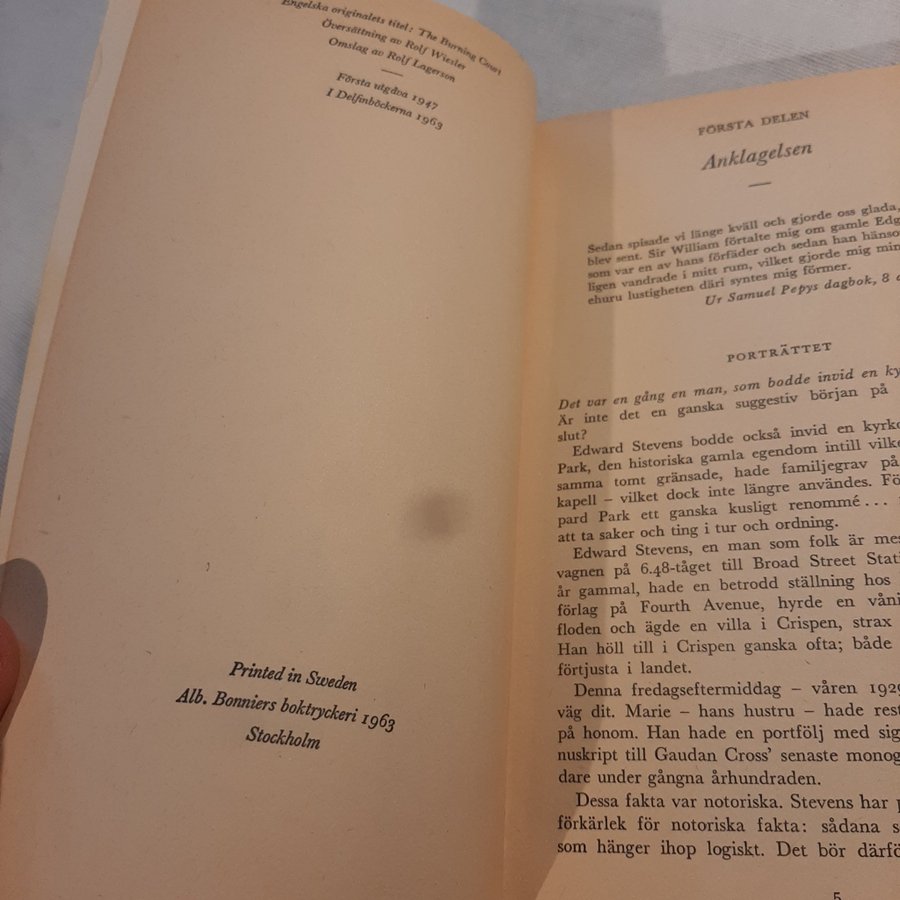 Engelska originalets titel: The Burning Court
Översättning av Rolf Wiesler
Omslag av Rolf Lagerson
Första utgåva 1947
I Delfinböckerna 1963
Printed in Sweden
Alb. Bonniers boktryckeri 1963
Stockholm
FÖRSTA DELEN
Anklagelsen
Sedan spisade vi länge kväll och gjorde oss glada,
blev sent. Sir William förtalte mig om gamle Edg
som var en av hans förfäder och sedan han hänso
ligen vandrade i mitt rum, vilket gjorde mig min
ehuru lustigheten däri syntes mig förmer.
Ur Samuel Pepys dagbok, 8
PORTRÄTTET
Det var en gång en man, som bodde invid en ky
Är inte det en ganska suggestiv början på
slut?
Edward Stevens bodde också invid en kyrko
Park, den historiska gamla egendom intill vilk
samma tomt gränsade, hade familjegrav på
kapell – vilket dock inte längre användes. Fö
pard Park ett ganska kusligt renommé...
att ta saker och ting i tur och ordning.
Edward Stevens, en man som folk är mes
vagnen på 6.48-tåget till Broad Street Stati
år gammal, hade en betrodd ställning hos
förlag på Fourth Avenue, hyrde en våni
floden och ägde en villa i Crispen, strax
Han höll till i Crispen ganska ofta; både
förtjusta i landet.
Denna fredagseftermiddag – våren 1929
väg dit. Marie – hans hustru – hade rest
på honom. Han hade en portfölj med sig
nuskript till Gaudan Cross' senaste monog
dare under gångna århundraden.
Dessa fakta var notoriska. Stevens har p
förkärlek för notoriska fakta: sådana s
som hänger ihop logiskt. Det bör därfö
5